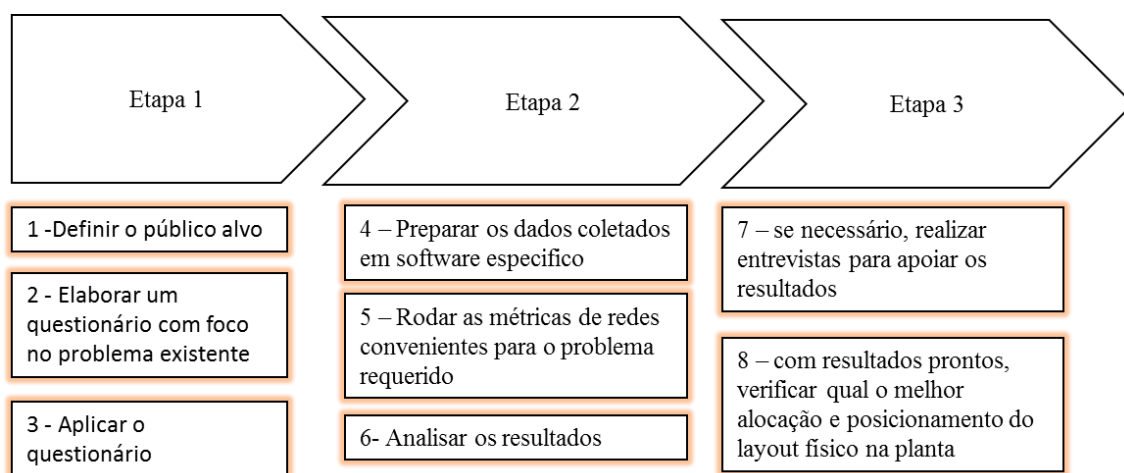 Etapa 1
Etapa 2
Etapa 3
1 -Definir o público alvo
2 - Elaborar um
questionário com foco
no problema existente
3 - Aplicar o
questionário
4 – Preparar os dados coletados
em software especifico
5 – Rodar as métricas de redes
convenientes para o problema
requerido
6- Analisar os resultados
7 – se necessário, realizar
entrevistas para apoiar os
resultados
8 – com resultados prontos,
verificar qual o melhor
alocação e posicionamento do
layout físico na planta